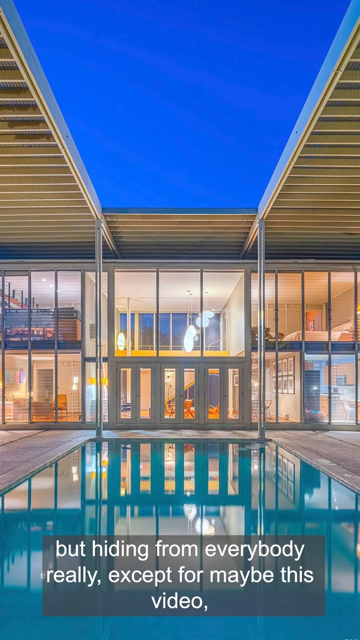 but hiding from everybody
really, except for maybe this
video,